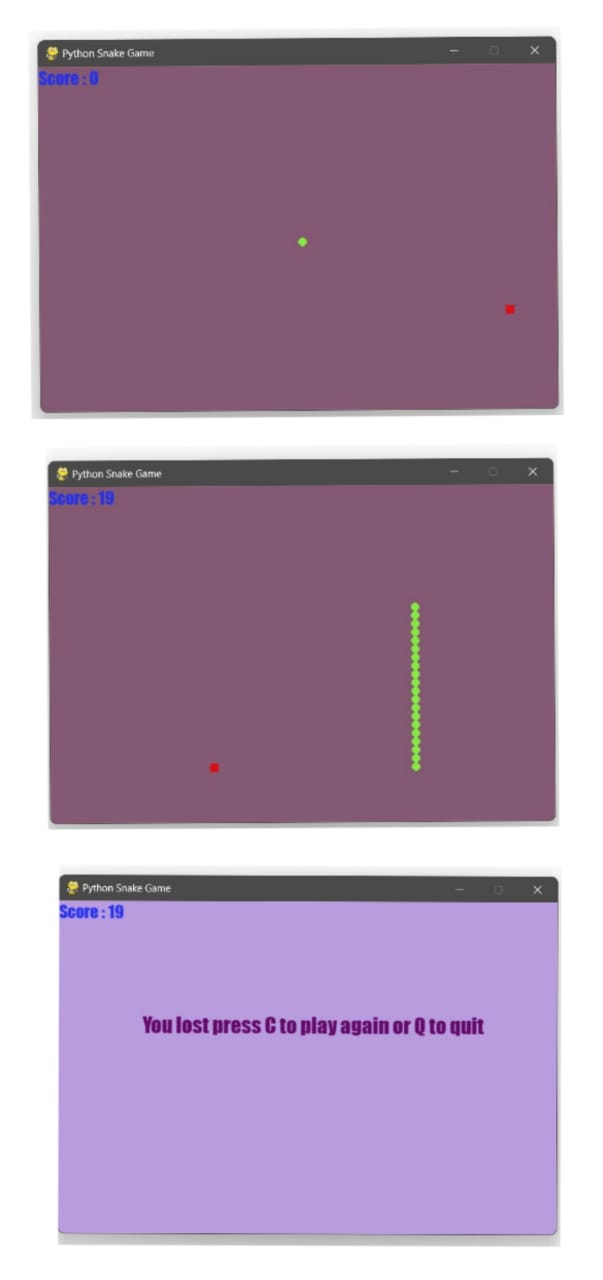 Python Snake Game
Score : 0
Python Snake Game
Score : 19
Python Snake Game
Score : 19
You lost press C to play again or Q to quit